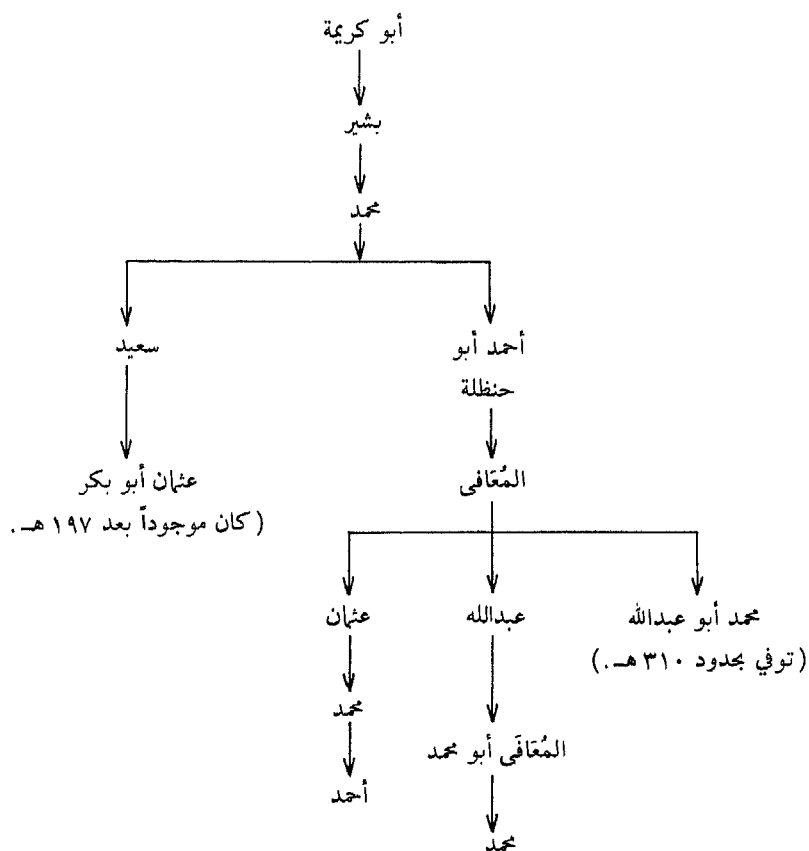 أبو كريمة
بشير
محمد
أحمد أبو
حنظلة
سعيد
المُعَافى
عثمان أبو بكر
(كان موجوداً بعد ١٩٧ هـ.
محمد أبو عبدالله
(توفي بحدود ٣١٠ هـ.)
عبدالله
عثمان
محمد
المُعَافَى أبو محمد
أحمد
محمد